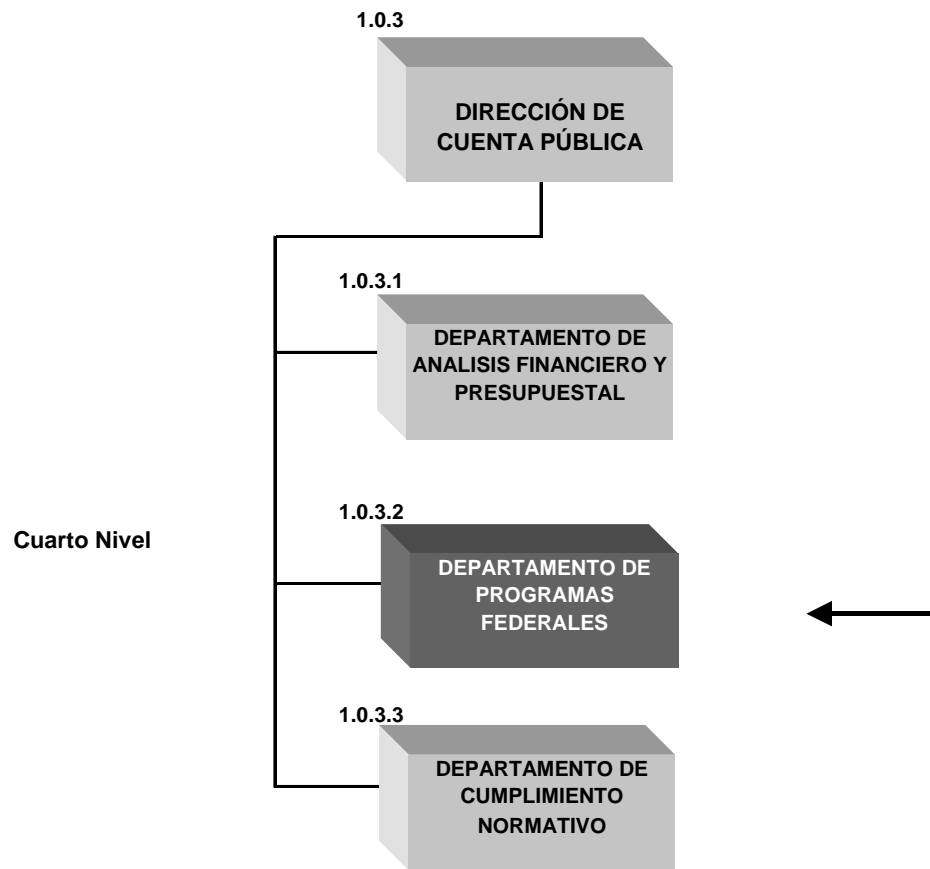 1.0.3
DIRECCIÓN DE
CUENTA PÚBLICA
1.0.3.1
DEPARTAMENTO DE
ANALISIS FINANCIERO Y
PRESUPUESTAL
1.0.3.2
Cuarto Nivel
DEPARTAMENTO DE
PROGRAMAS
FEDERALES
1.0.3.3
DEPARTAMENTO DE
CUMPLIMIENTO
NORMATIVO